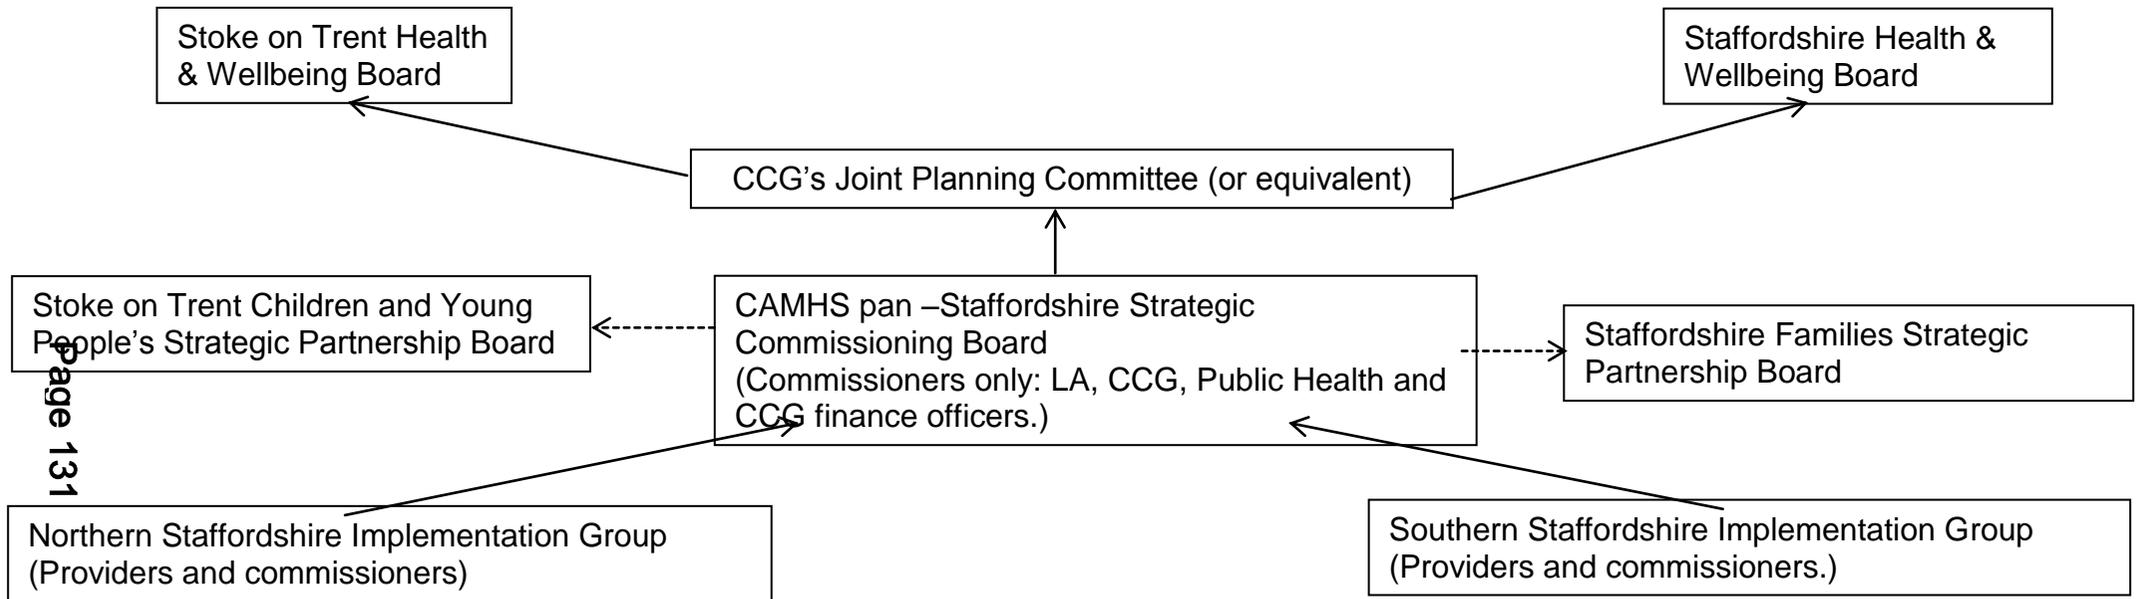 Stoke on Trent Health
& Wellbeing Board
Staffordshire Health &
Wellbeing Board
CCG’s Joint Planning Committee (or equivalent)
Stoke on Trent Children and Young
People’s Strategic Partnership Board
CAMHS pan –Staffordshire Strategic
Commissioning Board
(Commissioners only: LA, CCG, Public Health and
CCG finance officers.)
Staffordshire Families Strategic
Partnership Board
Page 131
Northern Staffordshire Implementation Group
(Providers and commissioners)
Southern Staffordshire Implementation Group
(Providers and commissioners.)